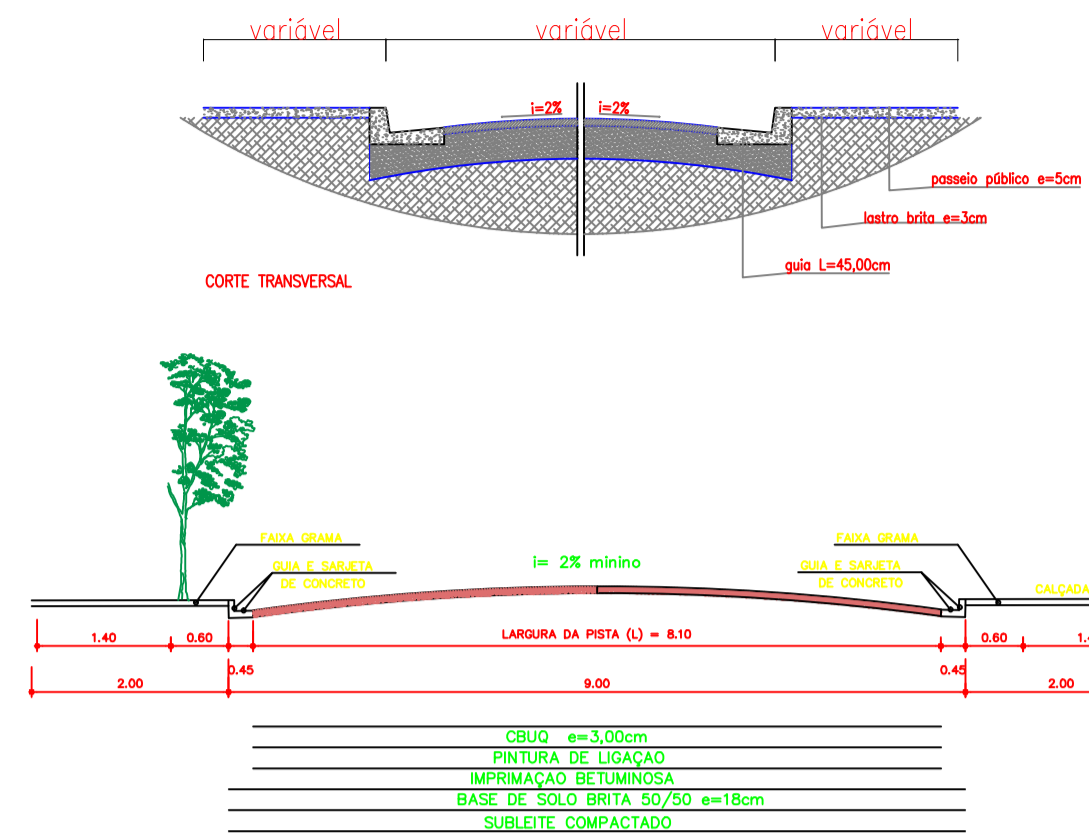 variável variável variável
i=2% i=2%
passeio público e=5cm
lastro brita e=3cm
guia L=45,00cm
CORTE TRANSVERSAL
FAIXA GRAMA FAIXA GRAMA
i= 2% minino
GUIA E SARJETA GUIA E SARJETA
DE CONCRETO DE CONCRETO
CALÇADA
1.40 0.60 LARGURA DA PISTA (L) = 8.10 0.60
0.45 0.45
2.00 9.00 2.00
CBUQ e=3,00cm
PINTURA DE LIGAÇAO
IMPRIMAÇAO BETUMINOSA
BASE DE SOLO BRITA 50/50 e=18cm
SUBLEITE COMPACTADO